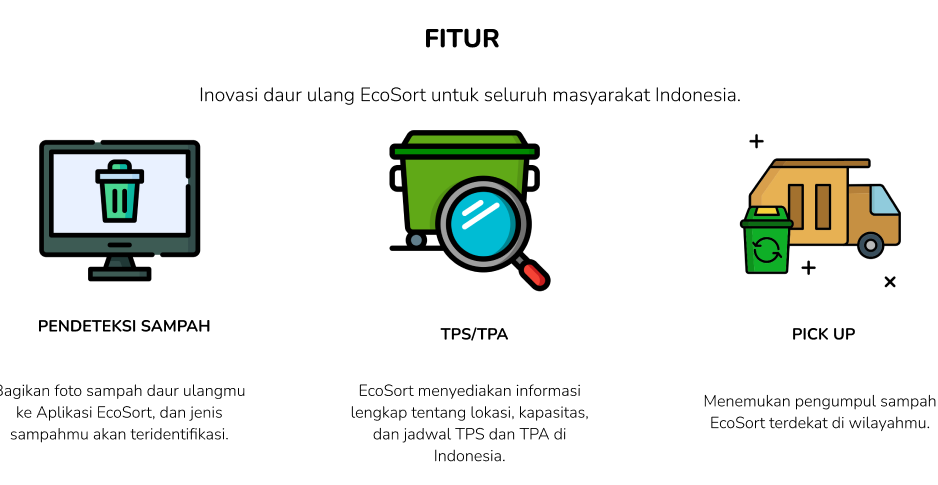 FITUR
Inovasi daur ulang EcoSort untuk seluruh masyarakat Indonesia.
PENDETEKSI SAMPAH
Bagikan foto sampah daur ulangmu
ke Aplikasi EcoSort, dan jenis
sampahmu akan teridentifikasi.
TPS/TPA
EcoSort menyediakan informasi
lengkap tentang lokasi, kapasitas,
dan jadwal TPS dan TPA di
Indonesia.
PICK UP
Menemukan pengumpul sampah
EcoSort terdekat di wilayahmu.